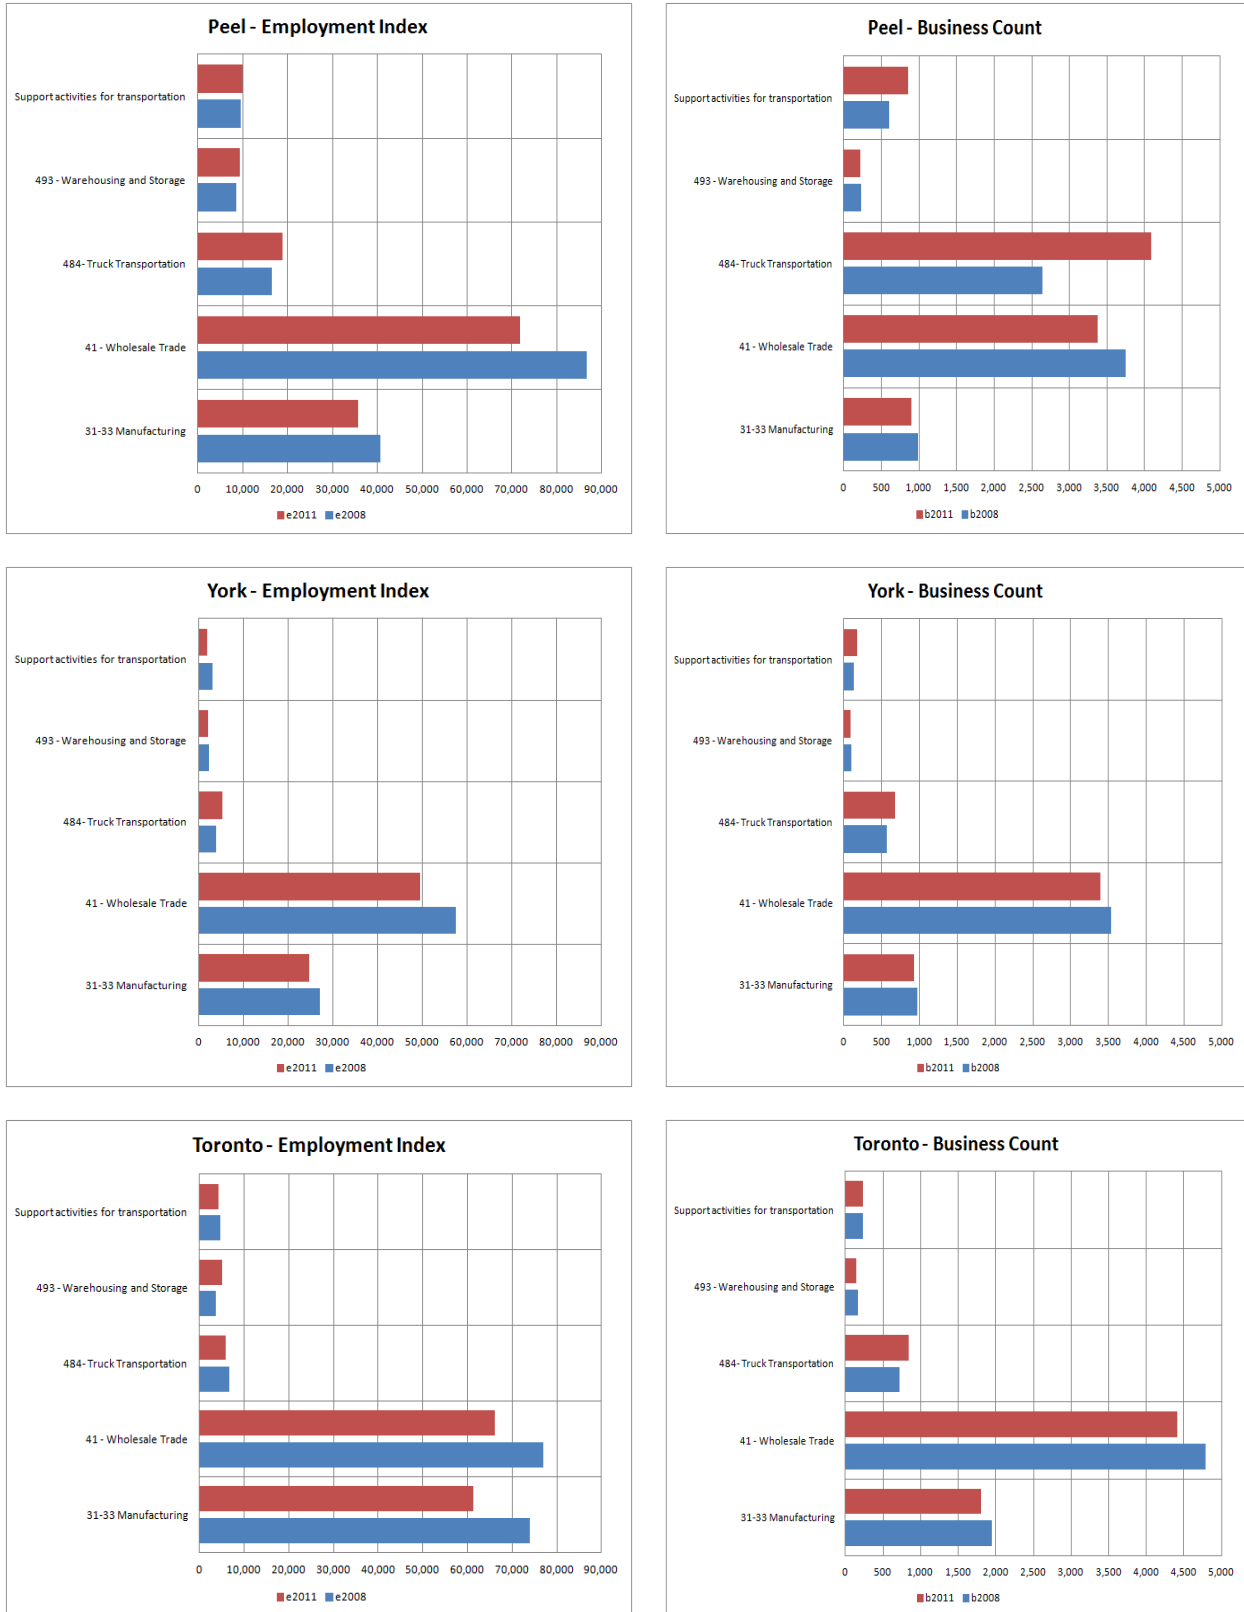 Peel - Employment Index
Support activities for transportation
493 - Warehousing and Storage
484- Truck Transportation
41 - Wholesale Trade
31-33 Manufacturing
0 10,000 20,000 30,000 40,000 50,000 60,000 70,000 80,000 90,000
e2011 e2008
Peel - Business Count
Support activities for transportation
493 - Warehousing and Storage
484- Truck Transportation
41 - Wholesale Trade
31-33 Manufacturing
0 500 1,000 1,500 2,000 2,500 3,000 3,500 4,000 4,500 5,000
b2011 b2008
York - Employment Index
Support activities for transportation
493 - Warehousing and Storage
484- Truck Transportation
41 - Wholesale Trade
31-33 Manufacturing
0 10,000 20,000 30,000 40,000 50,000 60,000 70,000 80,000 90,000
e2011 e2008
York - Business Count
Support activities for transportation
493 - Warehousing and Storage
484- Truck Transportation
41 - Wholesale Trade
31-33 Manufacturing
0 500 1,000 1,500 2,000 2,500 3,000 3,500 4,000 4,500 5,000
b2011 b2008
Toronto - Employment Index
Support activities for transportation
493 - Warehousing and Storage
484- Truck Transportation
41 - Wholesale Trade
31-33 Manufacturing
0 10,000 20,000 30,000 40,000 50,000 60,000 70,000 80,000 90,000
e2011 e2008
Toronto - Business Count
Support activities for transportation
493 - Warehousing and Storage
484- Truck Transportation
41 - Wholesale Trade
31-33 Manufacturing
0 500 1,000 1,500 2,000 2,500 3,000 3,500 4,000 4,500 5,000
b2011 b2008